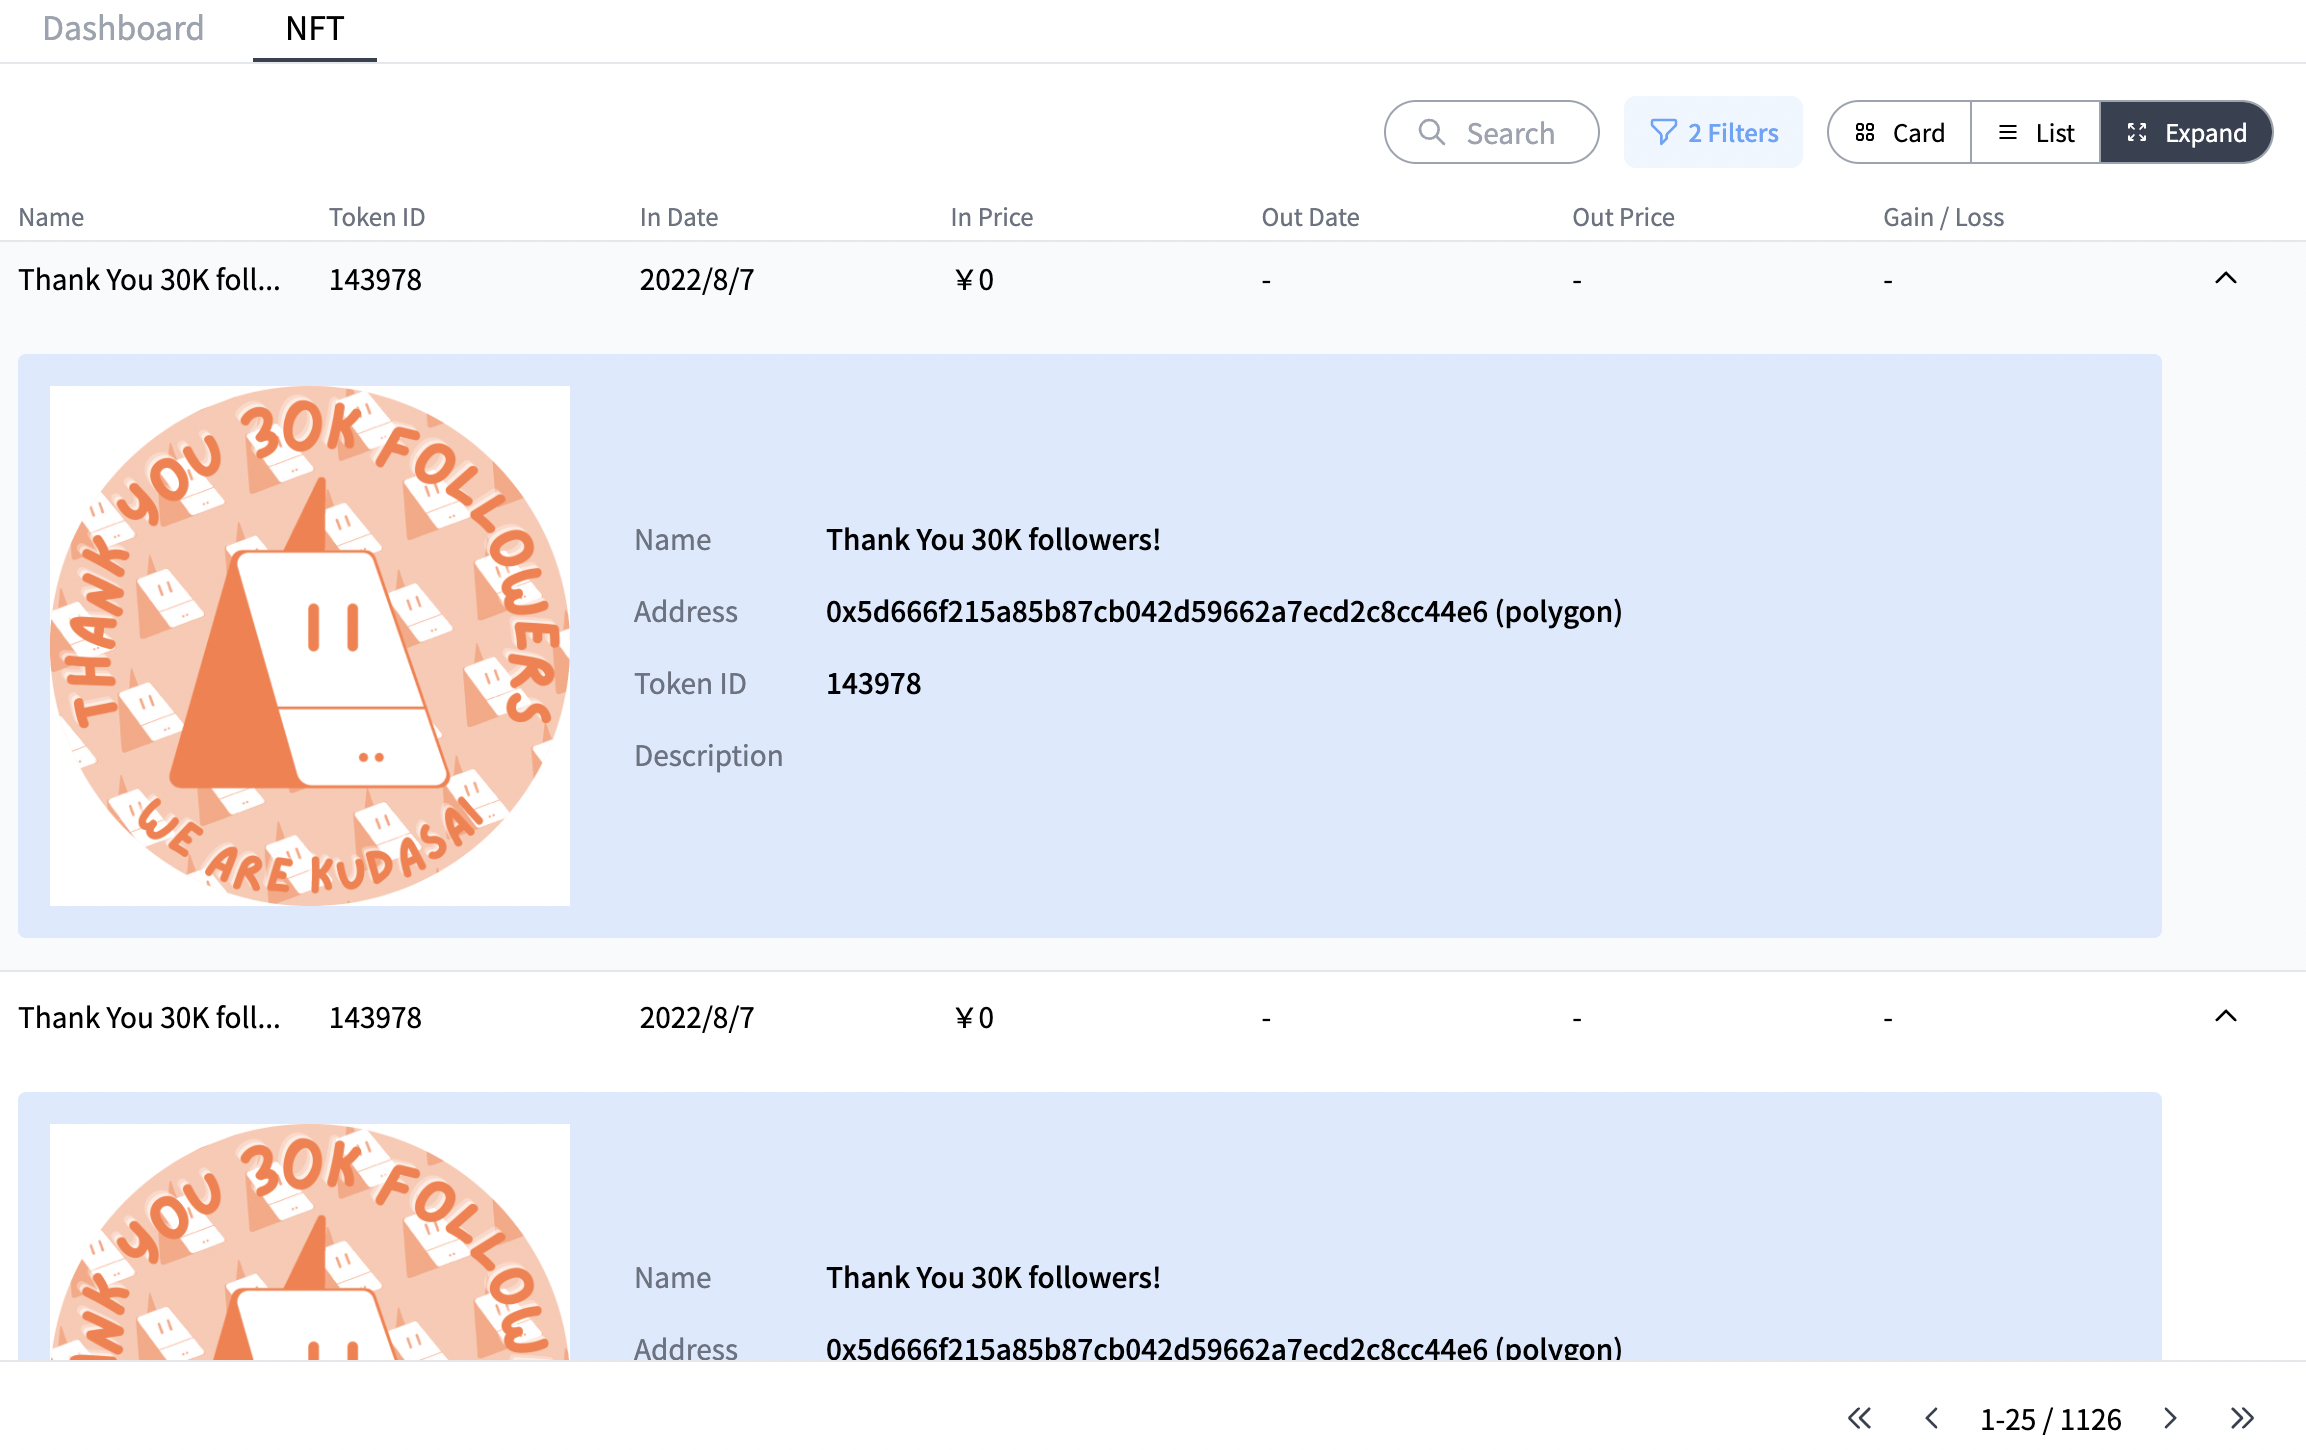 Dashboard NFT
Search 2 Filters Card List Expand
Name Token ID In Date In Price Out Date Out Price Gain / Loss
Thank You 30K foll... 143978 2022/8/7 ￥0 - - -
THANK YOU 30K FOLLOWERS
WE ARE KUDASAI
Name Thank You 30K followers!
Address 0x5d666f215a85b87cb042d59662a7ecd2c8cc44e6 (polygon)
Token ID 143978
Description
Thank You 30K foll... 143978 2022/8/7 ￥0 - - -
NK YOU 30K FOLLOW
Name Thank You 30K followers!
Address 0x5d666f215a85b87cb042d59662a7ecd2c8cc44e6 (polygon)
1-25 / 1126